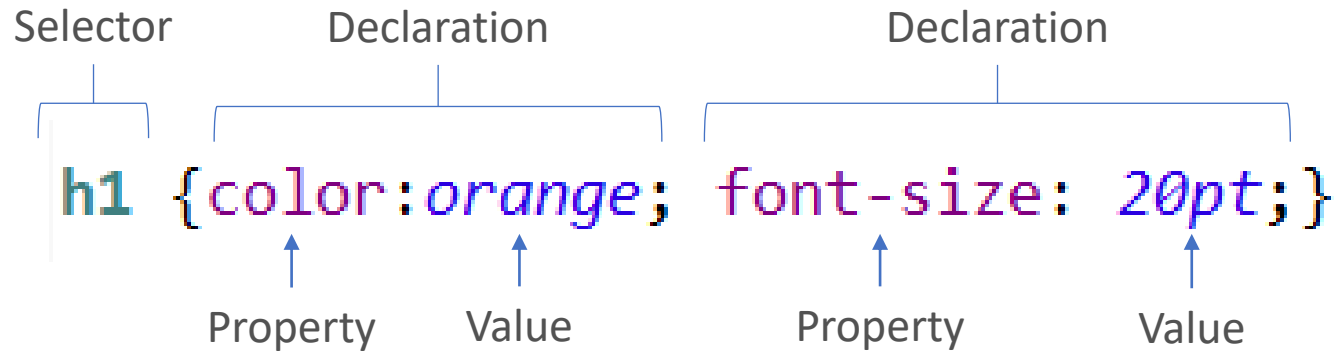 Selector Declaration Declaration
h1 {color:orange; font-size: 20pt;}
Property Value Property Value